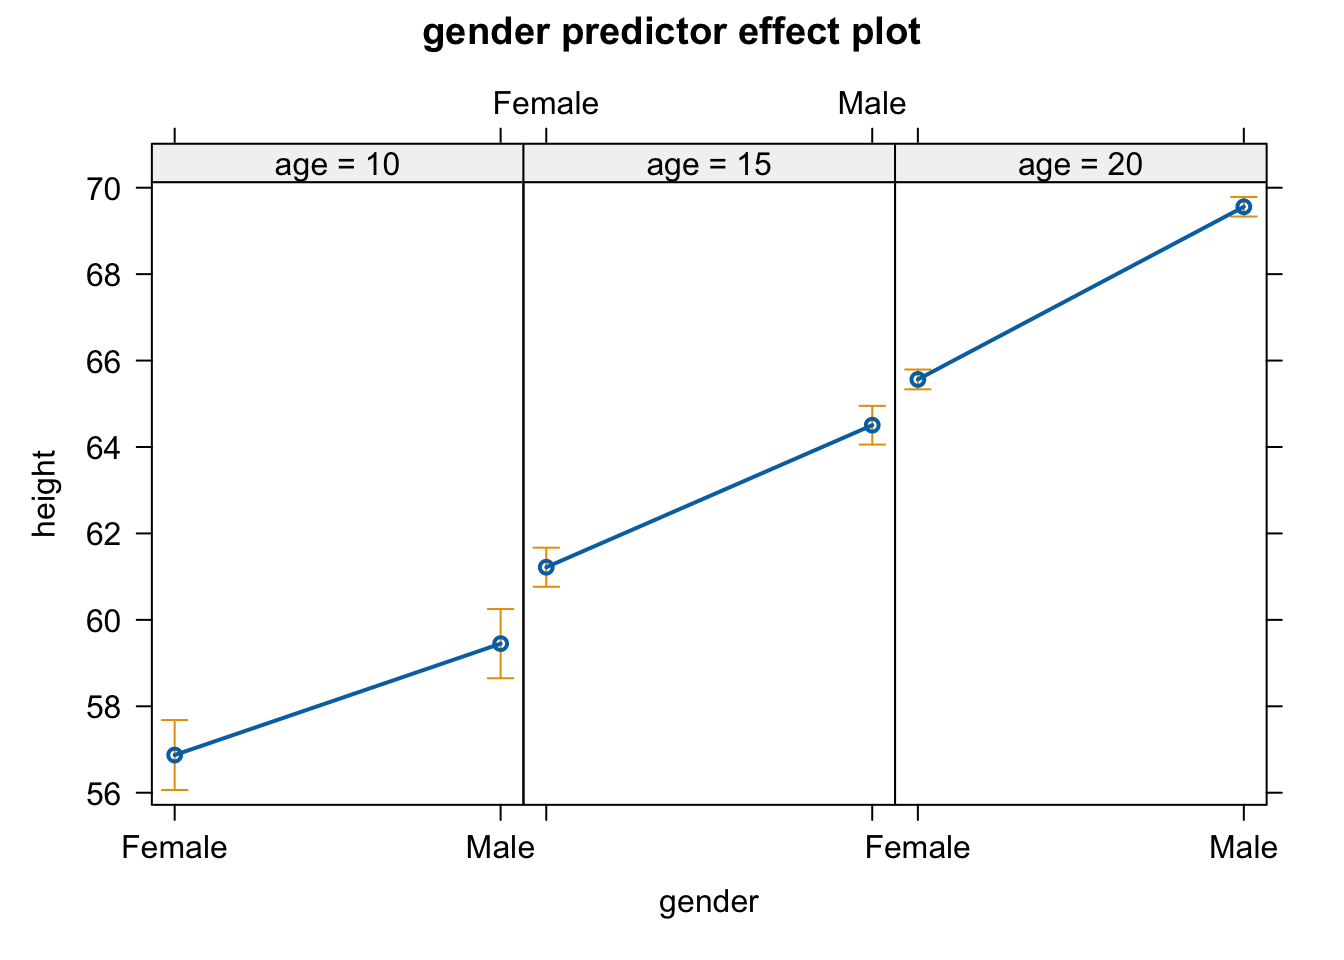 gender predictor effect plot
Female Male
age = 10 age = 15 age = 20
70
68
66
64
62
60
58
56
height
Female Male Female Male
gender